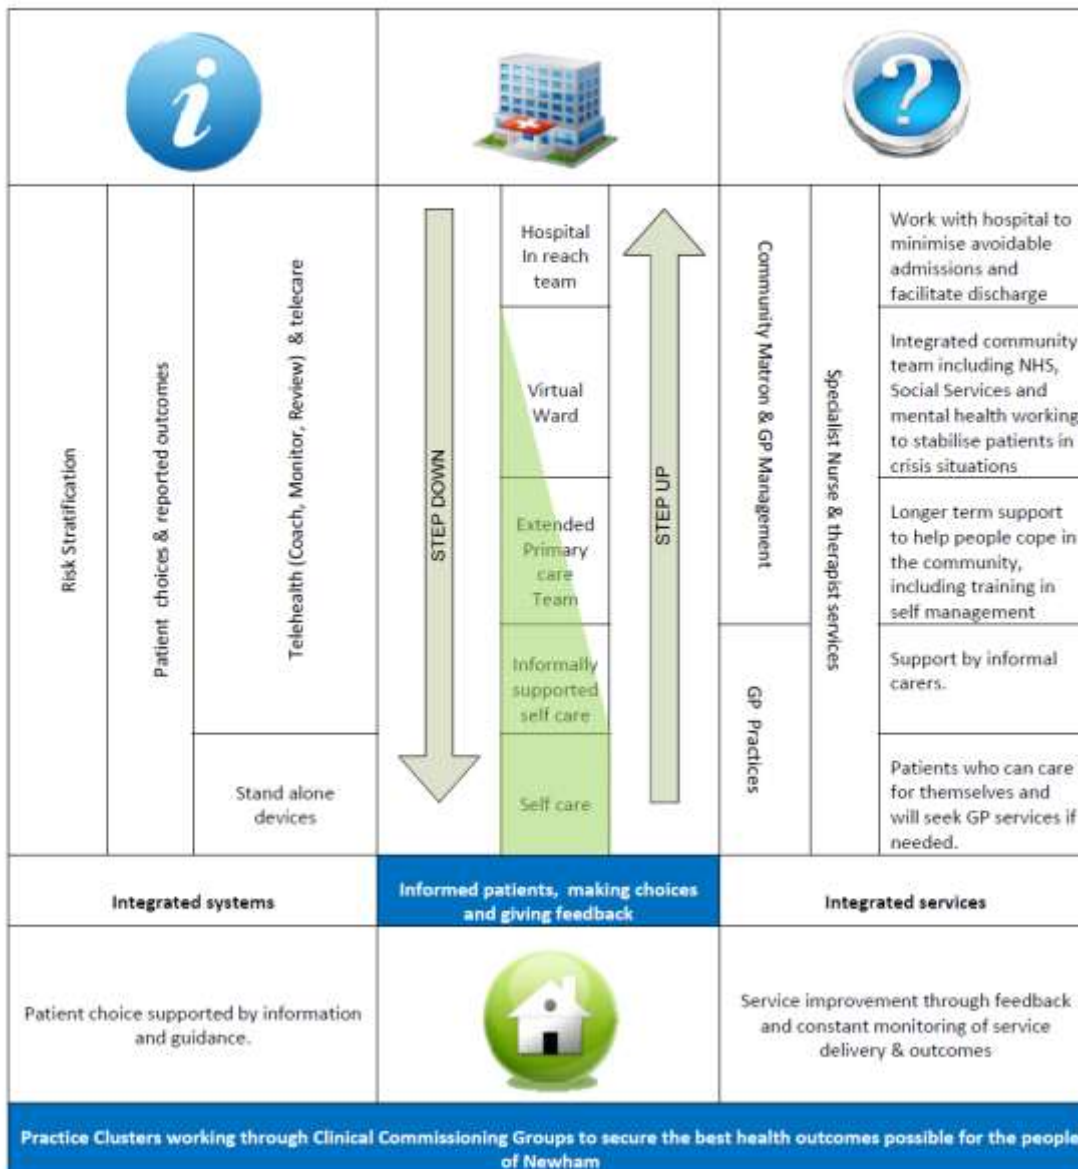 i
?
Risk Stratification
Patient choices & reported outcomes
Telehealth (Coach, Monitor, Review) & telecare
Stand alone
devices
STEP DOWN
Hospital
In reach
team
Virtual
Ward
Extended
Primary
care
Team
Informally
supported
self care
Self care
STEP UP
Community Matron & GP Management
GP Practices
Specialist Nurse & therapist services
Work with hospital to
minimise avoidable
admissions and
facilitate discharge
Integrated community
team including NHS,
Social Services and
mental health working
to stabilise patients in
crisis situations
Longer term support
to help people cope in
the community,
including training in
self management
Support by informal
carers.
Patients who can care
for themselves and
will seek GP services if
needed.
Integrated systems
Informed patients, making choices
and giving feedback
Integrated services
Patient choice supported by information
and guidance.
Service improvement through feedback
and constant monitoring of service
delivery & outcomes
Practice Clusters working through Clinical Commissioning Groups to secure the best health outcomes possible for the people
of Newham